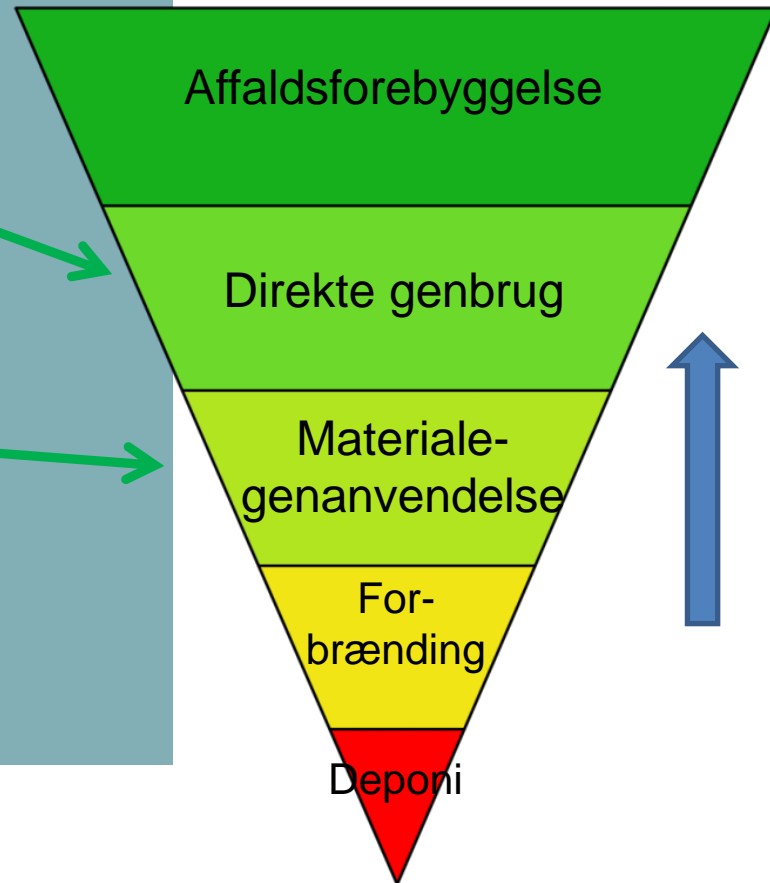 Affaldsforebyggelse
Direkte genbrug
Materiale-
genanvendelse
For-
brænding
Deponi